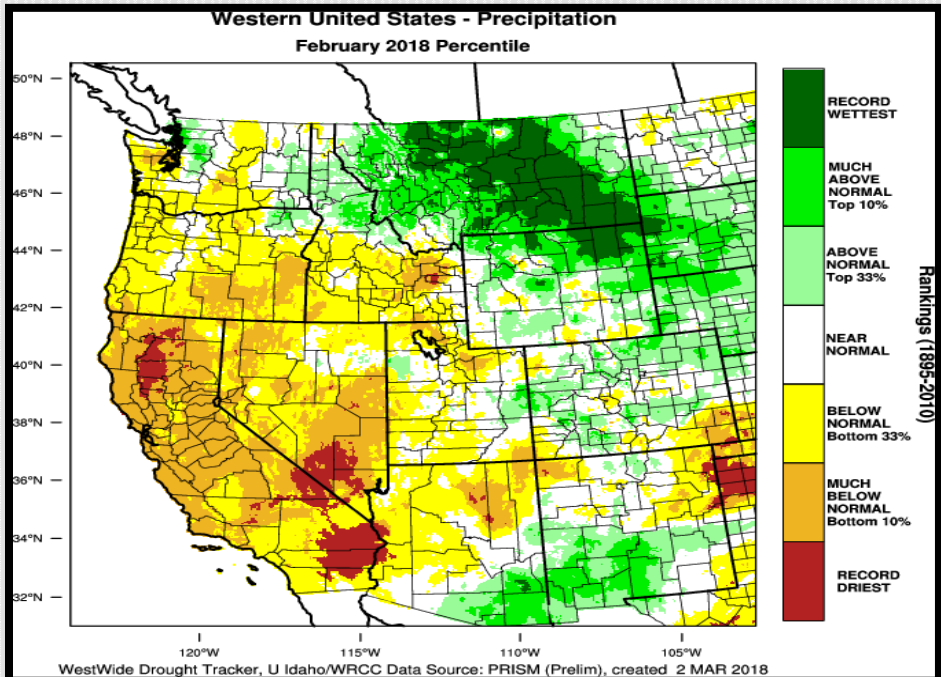 Western United States - Precipitation
February 2018 Percentile
50°N
48°N
46°N
44°N
42°N
40°N
38°N
36°N
34°N
32°N
120°W
115°W
110°W
105°W
RECORD
WETTEST
MUCH
ABOVE
NORMAL
Top 10%
ABOVE
NORMAL
Top 33%
NEAR
NORMAL
BELOW
NORMAL
Bottom 33%
MUCH
BELOW
NORMAL
Bottom 10%
RECORD
DRIEST
Rankings (1895-2010)
WestWide Drought Tracker, U Idaho/WRCC Data Source: PRISM (Prelim), created 2 MAR 2018